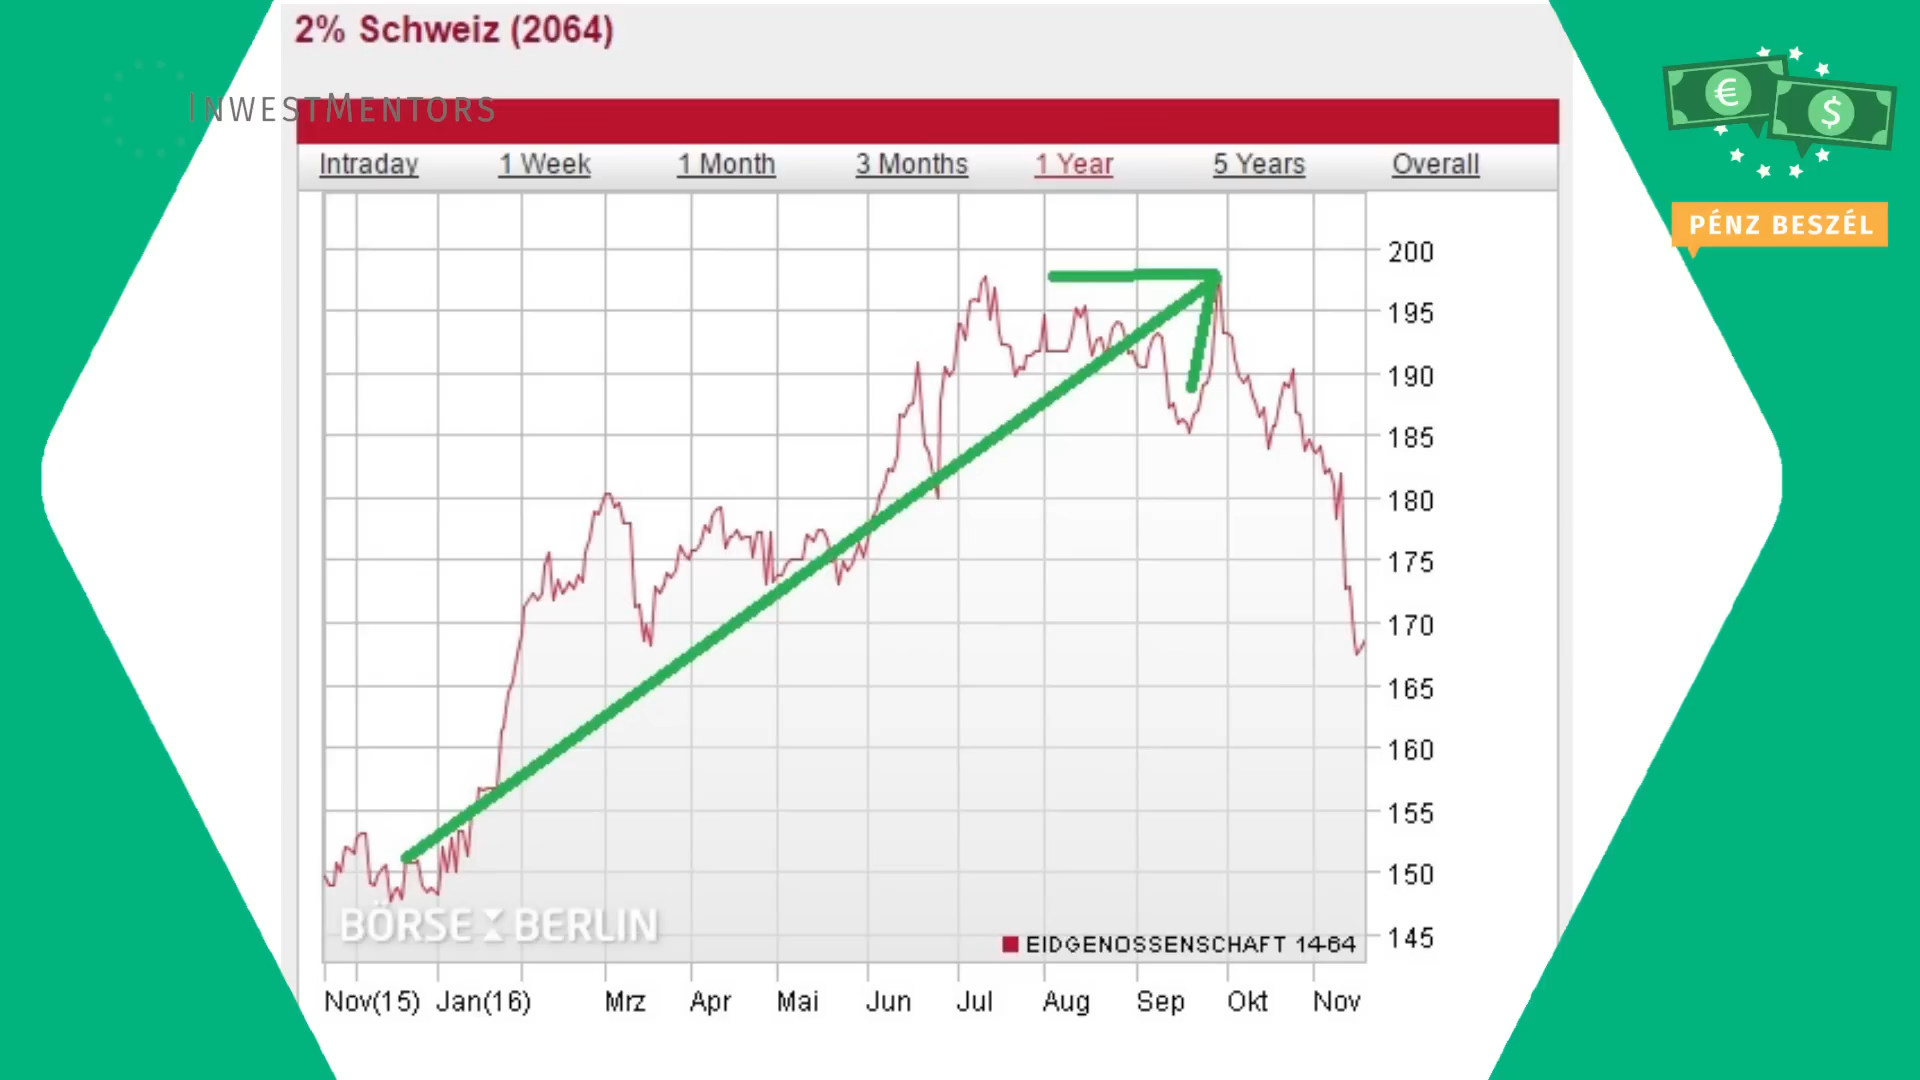 2% Schweiz (2064)
INWESTMENTORS
Intraday 1 Week 1 Month 3 Months 1 Year 5 Years Overall
€ $
PÉNZ BESZÉL
200
195
190
185
180
175
170
165
160
155
150
145
BÖRSE BERLIN
EIDGENOSSENSCHAFT 14-64
Nov(15) Jan(16) Mrz Apr Mai Jun Jul Aug Sep Okt Nov